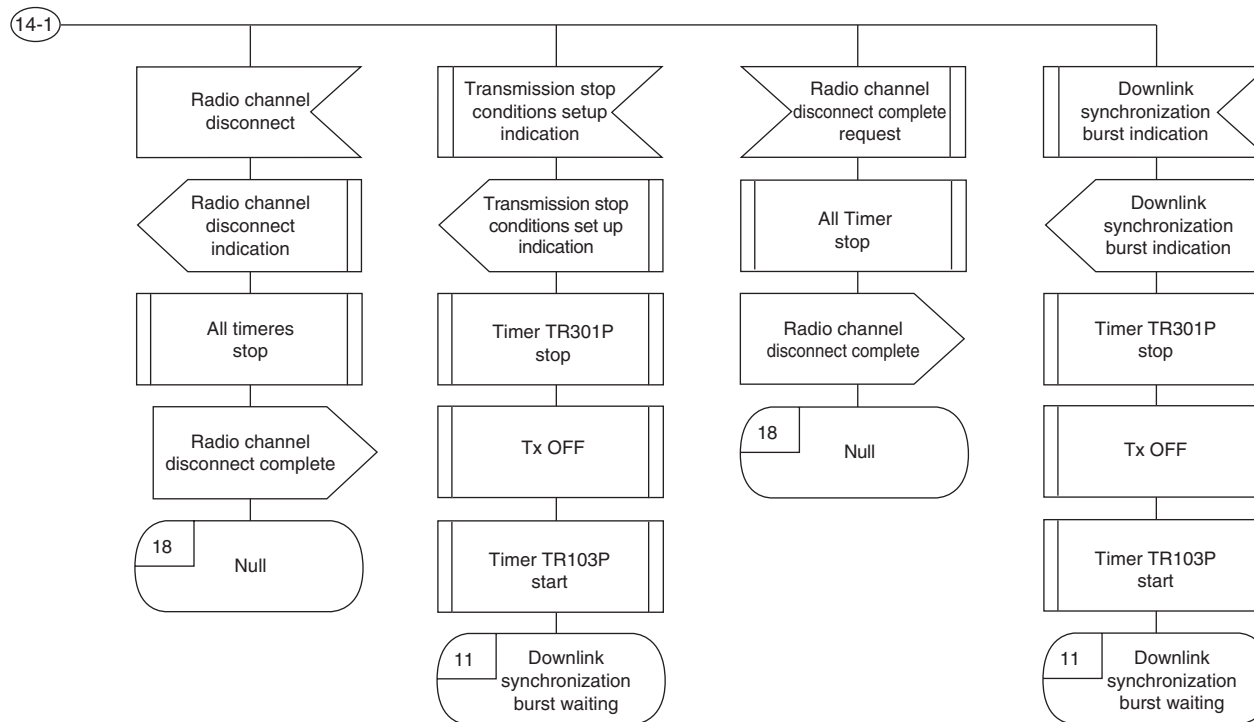 14-1
Radio channel
disconnect
Radio channel
disconnect
indication
All timeres
stop
Radio channel
disconnect complete
18
Null
Transmission stop
conditions setup
indication
Transmission stop
conditions set up
indication
Timer TR301P
stop
Tx OFF
Timer TR103P
start
11
Downlink
synchronization
burst waiting
Radio channel
disconnect complete
request
All Timer
stop
Radio channel
disconnect complete
18
Null
Downlink
synchronization
burst indication
Downlink
synchronization
burst indication
Timer TR301P
stop
Tx OFF
Timer TR103P
start
11
Downlink
synchronization
burst waiting